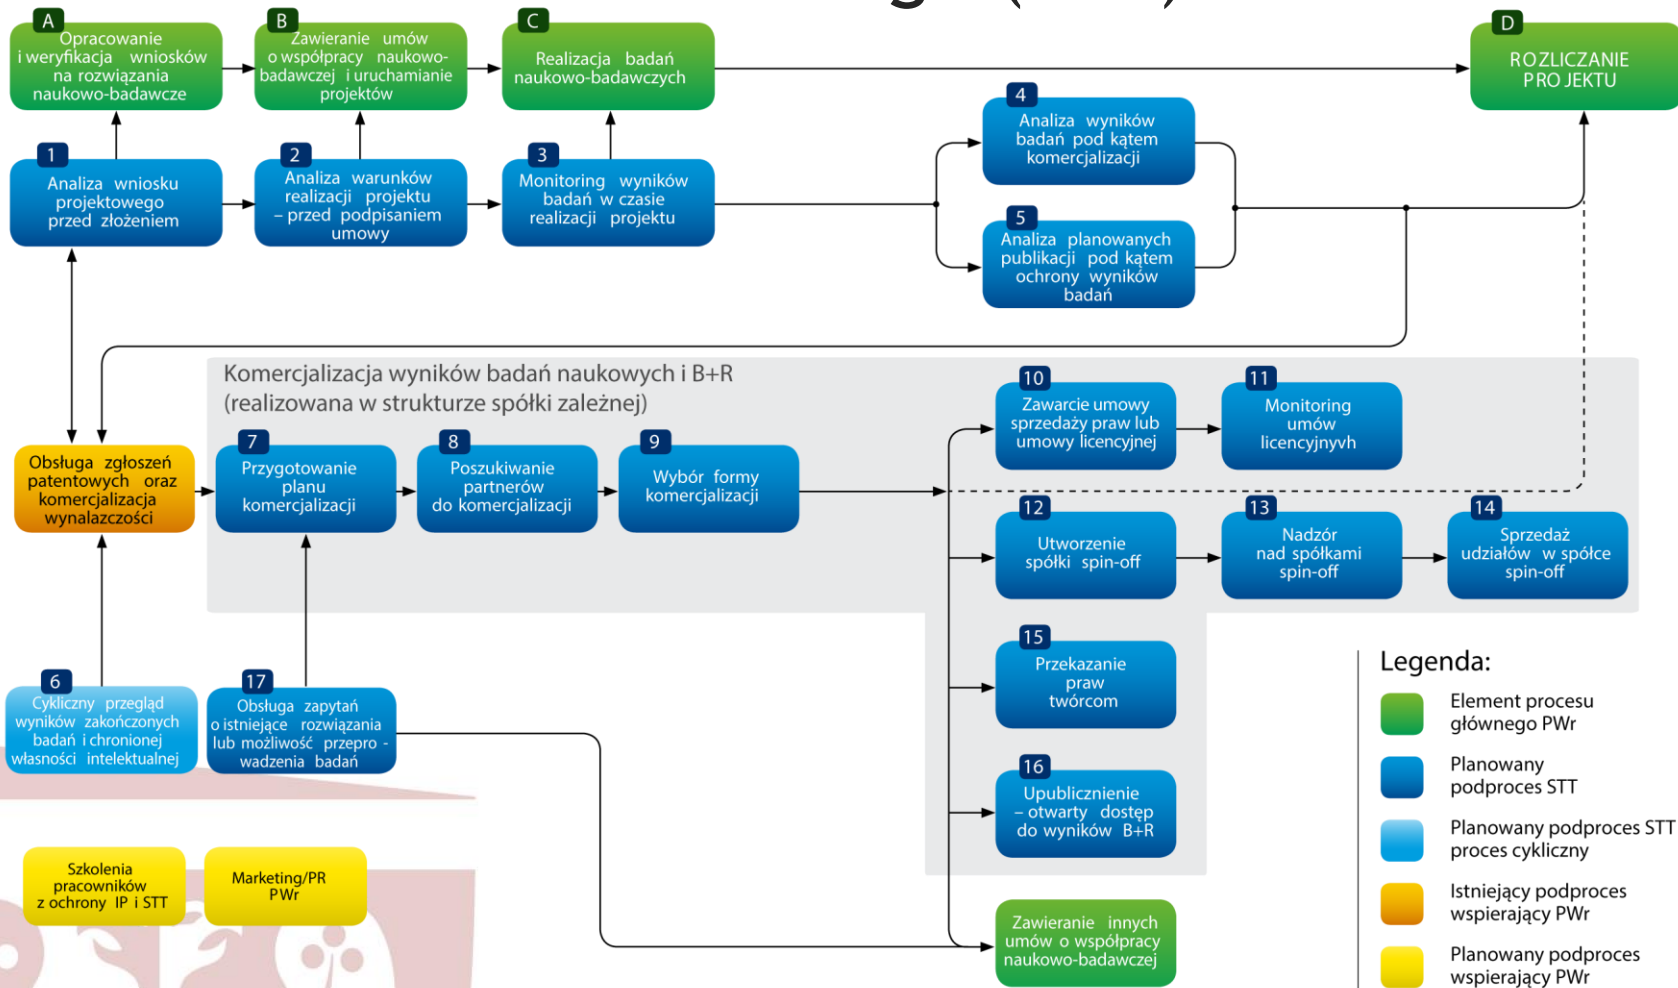 A
Opracowanie
i weryfikacja wniosków
na rozwiązania
naukowo-badawcze
B
Zawieranie umów
o współpracy naukowo-
badawczej i uruchamianie
projektów
C
Realizacja badań
naukowo-badawczych
D
ROZLICZANIE
PROJEKTU
1
Analiza wniosku
projektowego
przed złożeniem
2
Analiza warunków
realizacji projektu
– przed podpisaniem
umowy
3
Monitoring wyników
badań w czasie
realizacji projektu
4
Analiza wyników
badań pod kątem
komercjalizacji
5
Analiza planowanych
publikacji pod kątem
ochrony wyników
badań
Komercjalizacja wyników badań naukowych i B+R
(realizowana w strukturze spółki zależnej)
Obsługa zgłoszeń
patentowych oraz
komercjalizacja
wynalazczości
7
Przygotowanie
planu
komercjalizacji
8
Poszukiwanie
partnerów
do komercjalizacji
9
Wybór formy
komercjalizacji
10
Zawarcie umowy
sprzedaży praw lub
umowy licencyjnej
11
Monitoring
umów
licencyjnyvh
12
Utworzenie
spółki spin-off
13
Nadzór
nad spółkami
spin-off
14
Sprzedaż
udziałów w spółce
spin-off
15
Przekazanie
praw
twórcom
16
Upublicznienie
– otwarty dostęp
do wyników B+R
6
Cykliczny przegląd
wyników zakończonych
badań i chronionej
własności intelektualnej
17
Obsługa zapytań
o istniejące rozwiązania
lub możliwość przepro -
wadzenia badań
Szkolenia
pracowników
z ochrony IP i STT
Marketing/PR
PWr
Zawieranie innych
umów o współpracy
naukowo-badawczej
Legenda:
Element procesu
głównego PWr
Planowany
podproces STT
Planowany podproces STT
proces cykliczny
Istniejący podproces
wspierający PWr
Planowany podproces
wspierający PWr